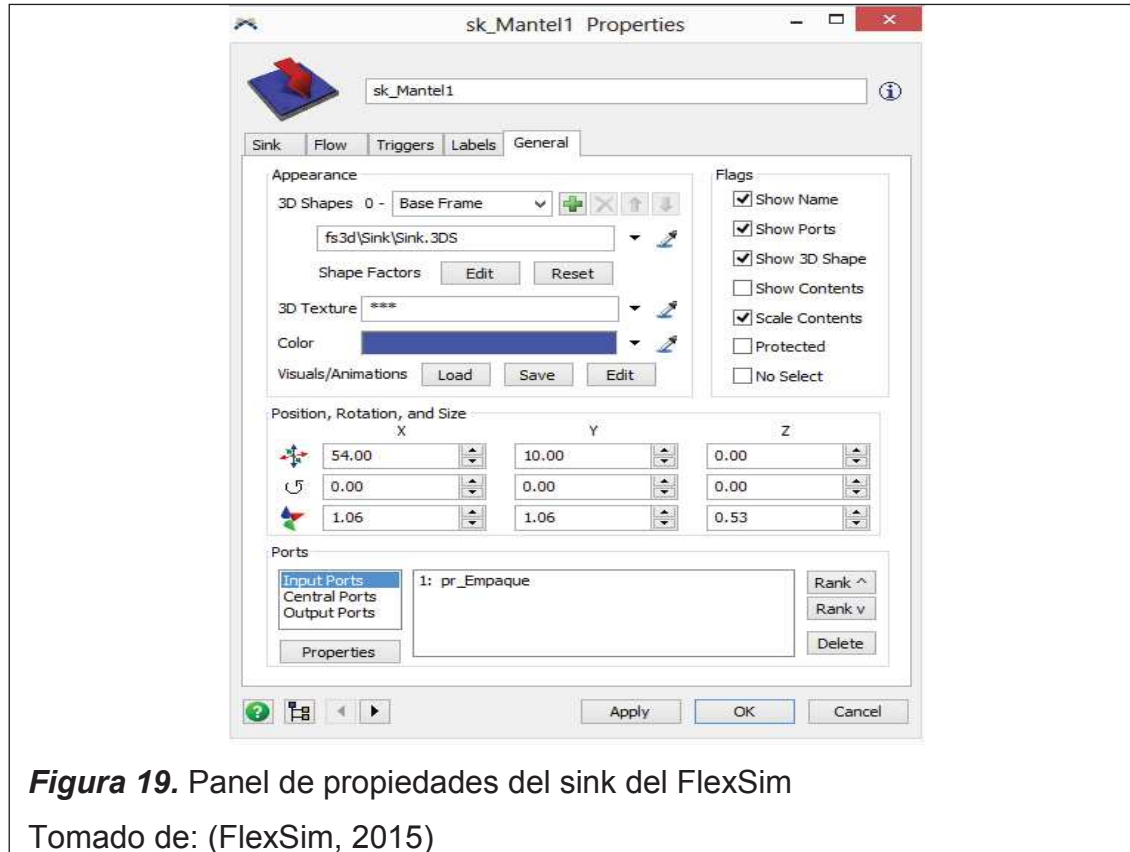 sk_Mantel1 Properties
sk_Mantel1
Sink Flow Triggers Labels General
Appearance
3D Shapes 0 - Base Frame
fs3d\Sink\Sink.3DS
Shape Factors Edit Reset
3D Texture ***
Color
Visuals/Animations Load Save Edit
Flags
Show Name
Show Ports
Show 3D Shape
Show Contents
Scale Contents
Protected
No Select
Position, Rotation, and Size
X Y Z
54.00 10.00 0.00
0.00 0.00 0.00
1.06 1.06 0.53
Ports
Input Ports
Central Ports
Output Ports
Properties
1: pr_Empaque
Rank ^
Rank v
Delete
Apply OK Cancel
Figura 19. Panel de propiedades del sink del FlexSim
Tomado de: (FlexSim, 2015)